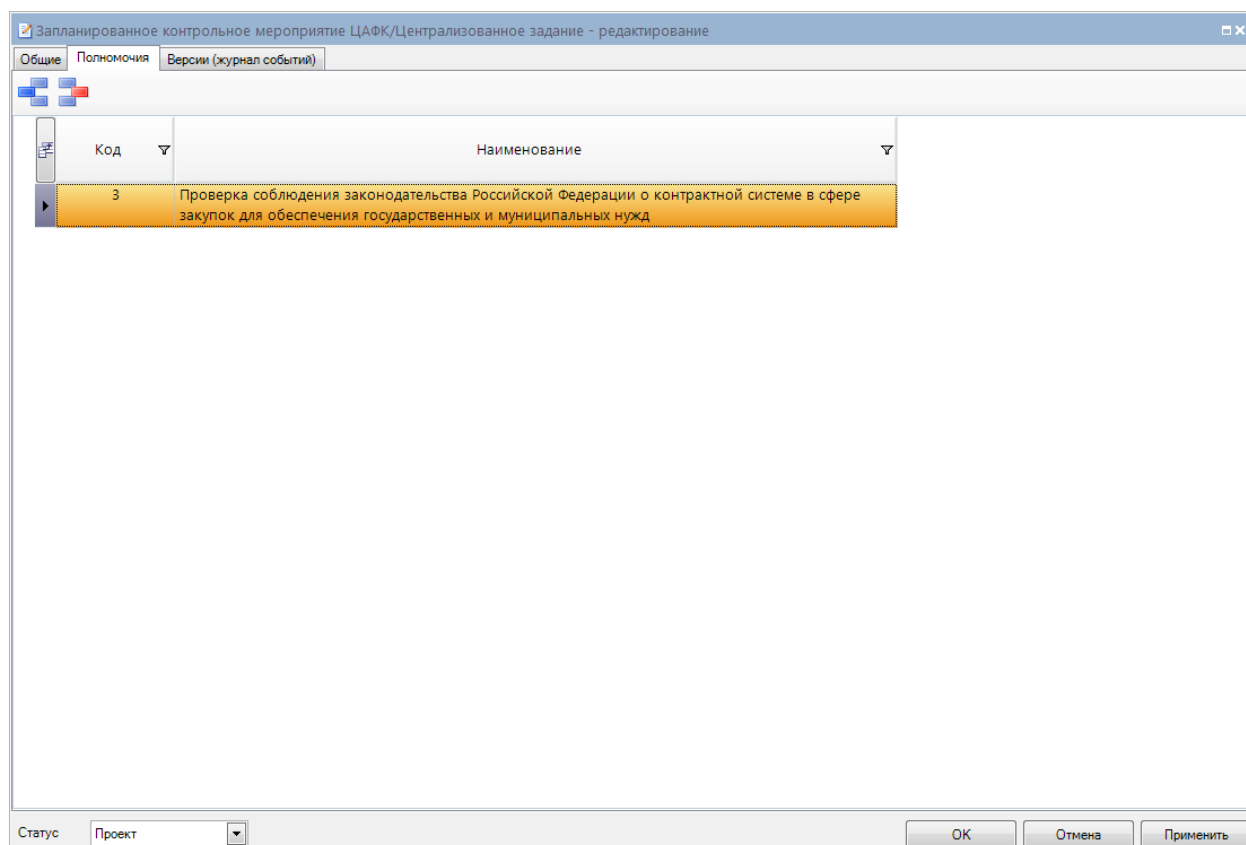 Запланированное контрольное мероприятие ЦАФК/Централизованное задание - редактирование
Общие Полномочия Версии (журнал событий)
Код Наименование
3 Проверка соблюдения законодательства Российской Федерации о контрактной системе в сфере
закупок для обеспечения государственных и муниципальных нужд
Статус Проект ОК Отмена Применить